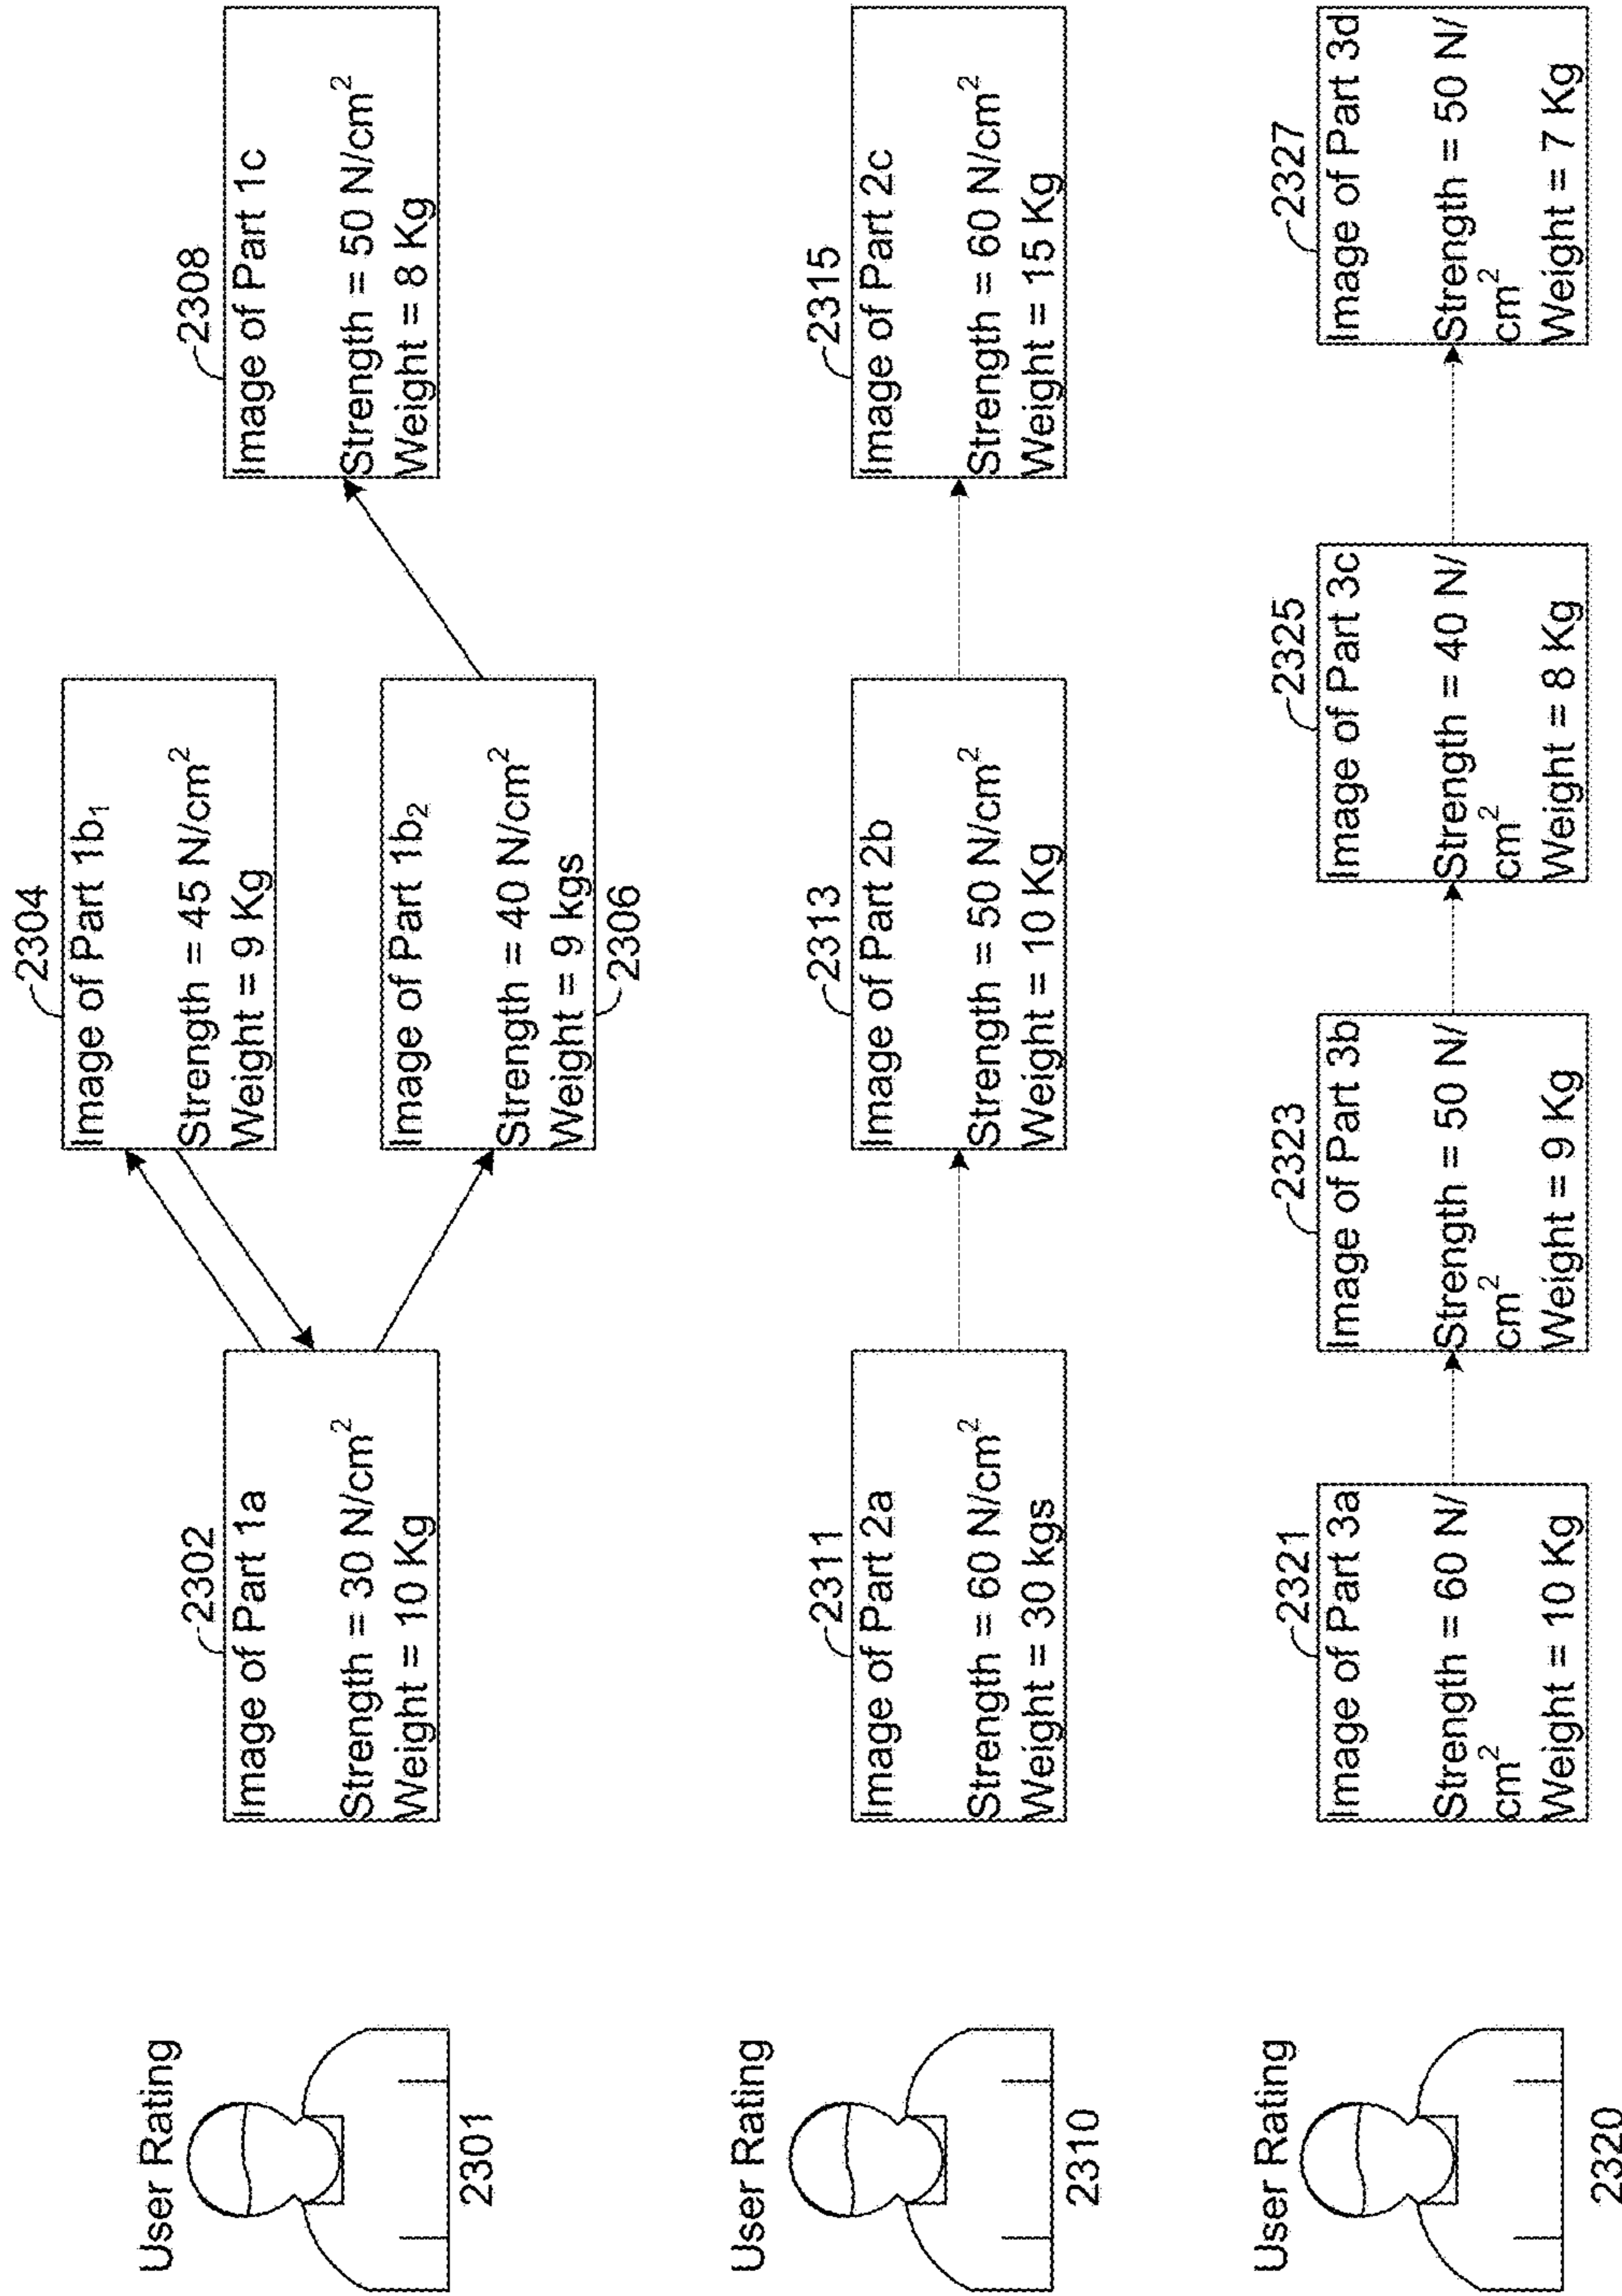 User Rating
2301
2302
Image of Part 1a
Strength = 30 N/cm²
Weight = 10 Kg
2304
Image of Part 1b₁
Strength = 45 N/cm²
Weight = 9 Kg
Image of Part 1b₂
Strength = 40 N/cm²
Weight = 9 kgs
2306
2308
Image of Part 1c
Strength = 50 N/cm²
Weight = 8 Kg
User Rating
2310
2311
Image of Part 2a
Strength = 60 N/cm²
Weight = 30 kgs
2313
Image of Part 2b
Strength = 50 N/cm²
Weight = 10 Kg
2315
Image of Part 2c
Strength = 60 N/cm²
Weight = 15 Kg
User Rating
2320
2321
Image of Part 3a
Strength = 60 N/
cm²
Weight = 10 Kg
2323
Image of Part 3b
Strength = 50 N/
cm²
Weight = 9 Kg
2325
Image of Part 3c
Strength = 40 N/
cm²
Weight = 8 Kg
2327
Image of Part 3d
Strength = 50 N/
cm²
Weight = 7 Kg